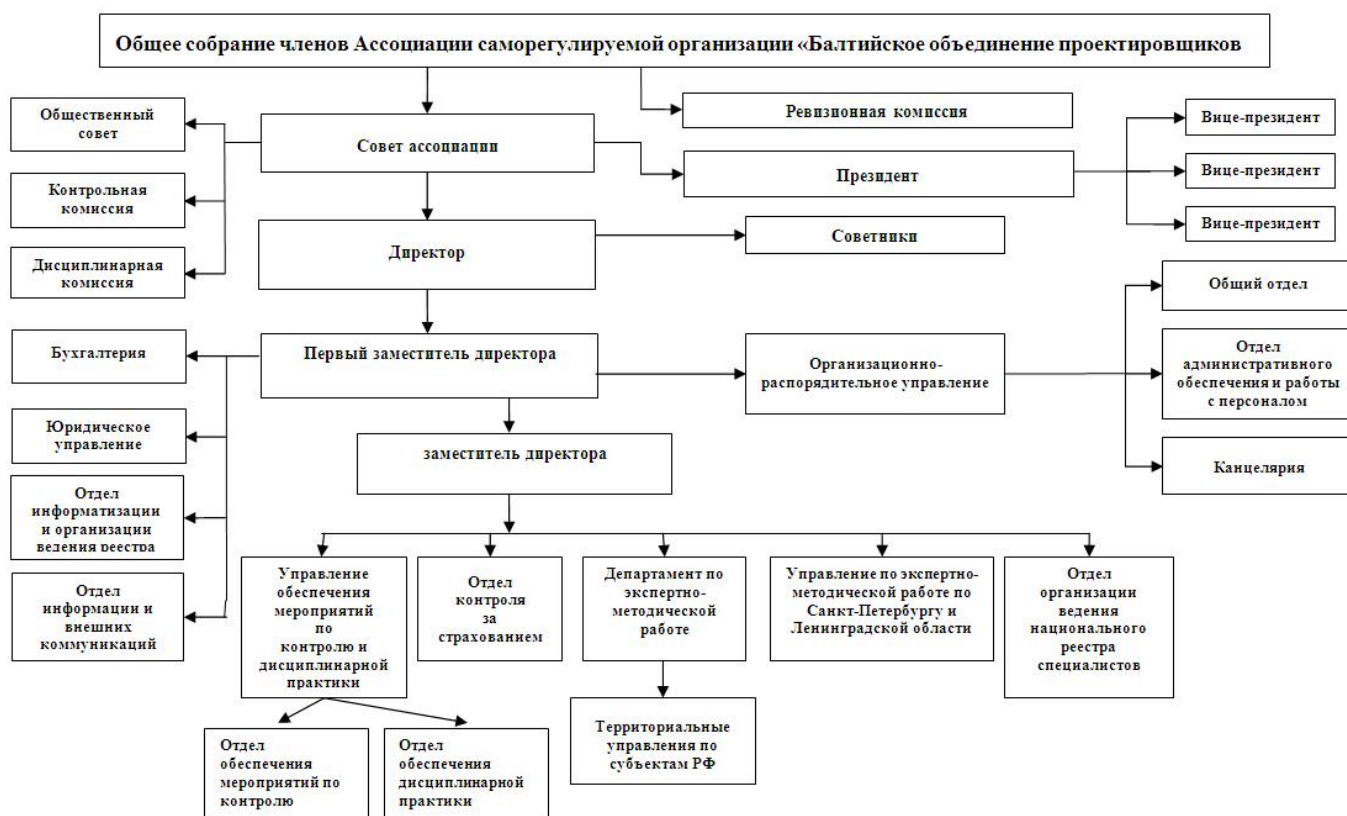 Общее собрание членов Ассоциации саморегулируемой организации «Балтийское объединение проектировщиков
Общественный
совет
Ревизионная комиссия
Вице-президент
Совет ассоциации
Президент
Вице-президент
Контрольная
комиссия
Вице-президент
Директор
Советники
Дисциплинарная
комиссия
Общий отдел
Бухгалтерия
Первый заместитель директора
Организационно-
распорядительное управление
Отдел
административного
обеспечения и работы
с персоналом
Юридическое
управление
заместитель директора
Канцелярия
Отдел
информатизации
и организации
ведения реестра
Отдел
информации и
внешних
коммуникаций
Управление
обеспечения
мероприятий
по
контролю и
дисциплинарной
практики
Отдел
контроля
за
страхованием
Департамент по
экспертно-
методической
работе
Управление по экспертно-
методической работе по
Санкт-Петербургу и
Ленинградской области
Отдел
организации
ведения
национального
реестра
специалистов
Отдел
обеспечения
мероприятий по
контролю
Отдел
обеспечения
дисциплинарной
практики
Территориальные
управления по
субъектам РФ